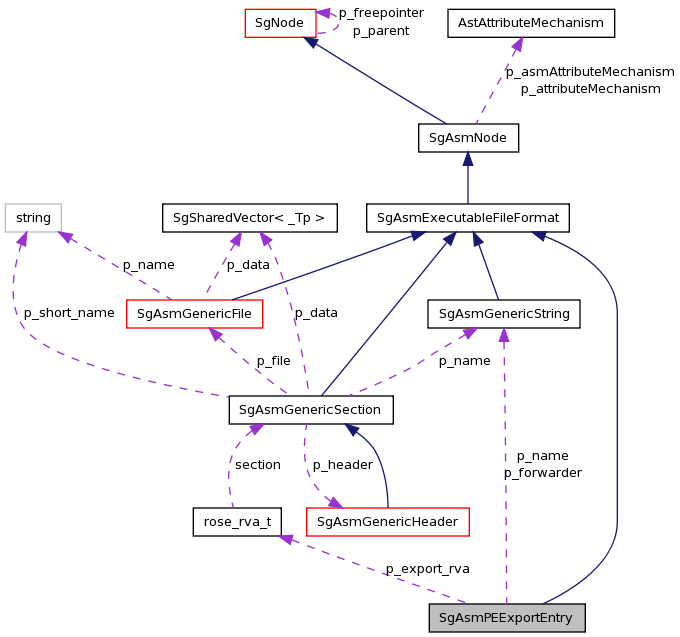 p_freepointer
SgNode
AstAttributeMechanism
p_parent
p_asmAttributeMechanism
p_attributeMechanism
SgAsmNode
string
SgSharedVector< _Tp >
SgAsmExecutableFileFormat
p_name
p_data
p_short_name
SgAsmGenericFile
p_data
SgAsmGenericString
p_file
p_name
SgAsmGenericSection
section
p_header
p_name
p_forwarder
rose_rva_t
SgAsmGenericHeader
p_export_rva
SgAsmPEExportEntry